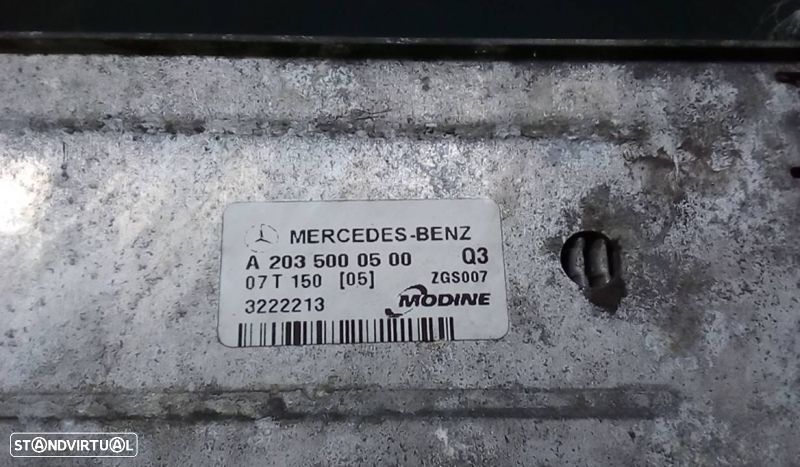 MERCEDES-BENZ
A 203 500 05 00 Q3
07 T 150 [05] ZGS007
3222213 MODINE
STANDVIRTUAL